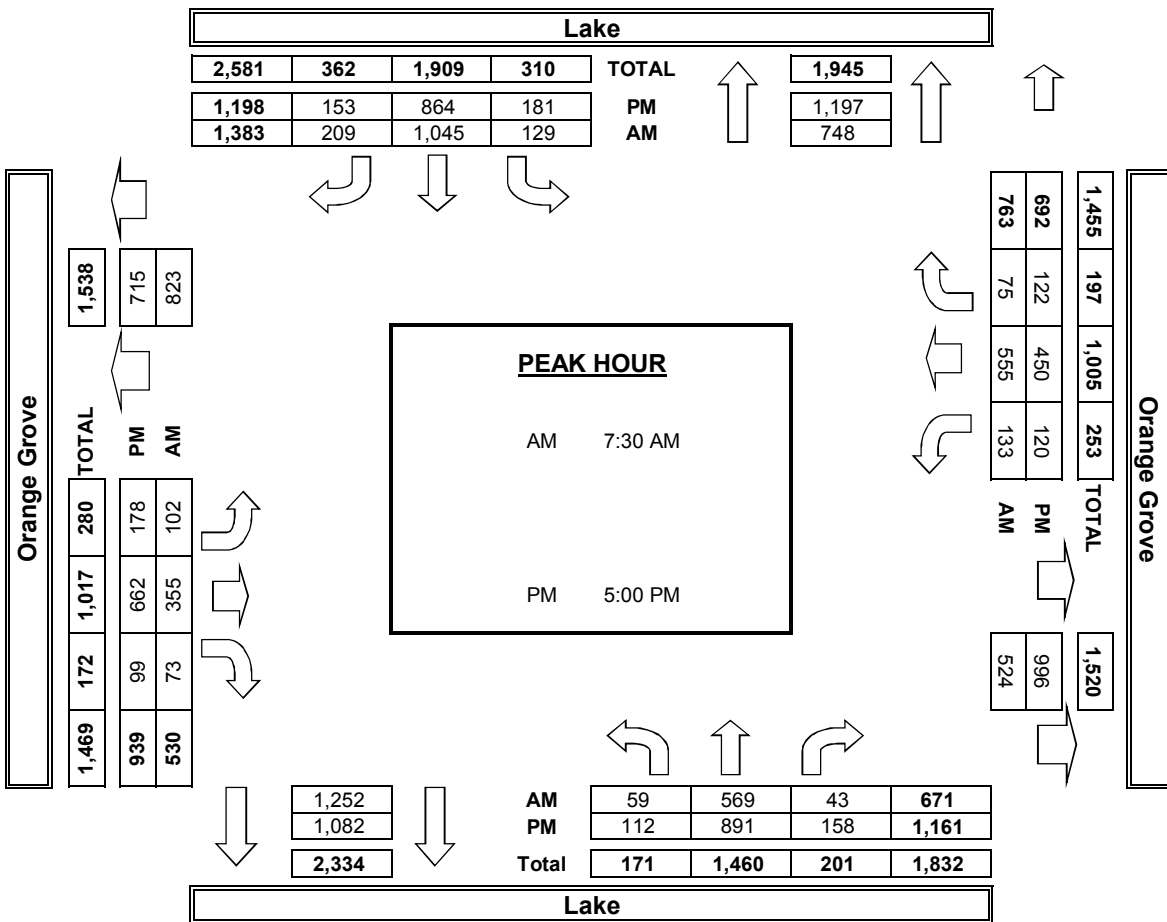 Lake
2,581 362 1,909 310 TOTAL 1,945
1,198 153 864 181 PM 1,197
1,383 209 1,045 129 AM 748
Orange Grove
1,538
715
823
TOTAL
PM
AM
280 1,017 172 1,469
178 662 99 939
102 355 73 530
PEAK HOUR
AM 7:30 AM
PM 5:00 PM
1,455 197 1,005 253 TOTAL 1,520
692 122 450 120 PM 996
763 75 555 133 AM 524
Orange Grove
1,252 AM 59 569 43 671
1,082 PM 112 891 158 1,161
2,334 Total 171 1,460 201 1,832
Lake